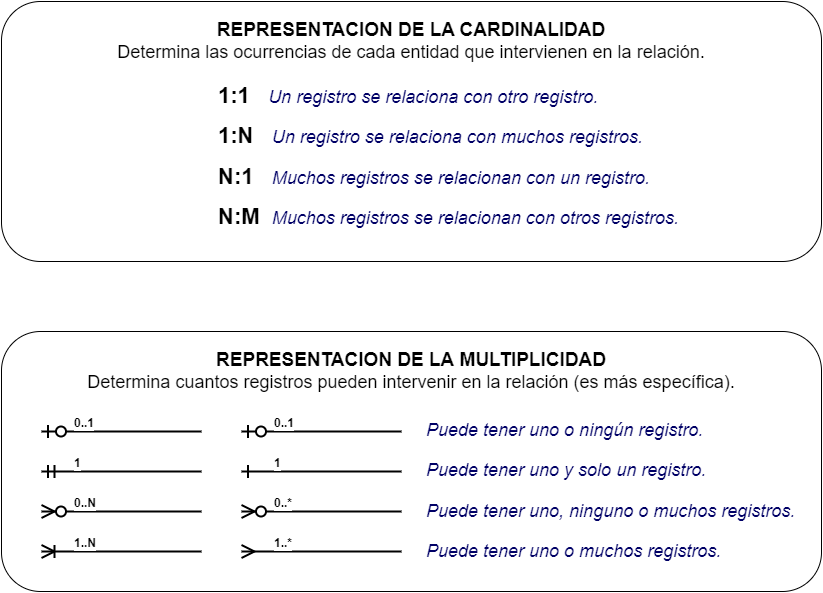 REPRESENTACION DE LA CARDINALIDAD
Determina las ocurrencias de cada entidad que intervienen en la relación.
1:1 Un registro se relaciona con otro registro.
1:N Un registro se relaciona con muchos registros.
N:1 Muchos registros se relacionan con un registro.
N:M Muchos registros se relacionan con otros registros.
REPRESENTACION DE LA MULTIPLICIDAD
Determina cuantos registros pueden intervenir en la relación (es más específica).
0..1 0..1 Puede tener uno o ningún registro.
1 1 Puede tener uno y solo un registro.
0..N 0..* Puede tener uno, ninguno o muchos registros.
1..N 1..* Puede tener uno o muchos registros.